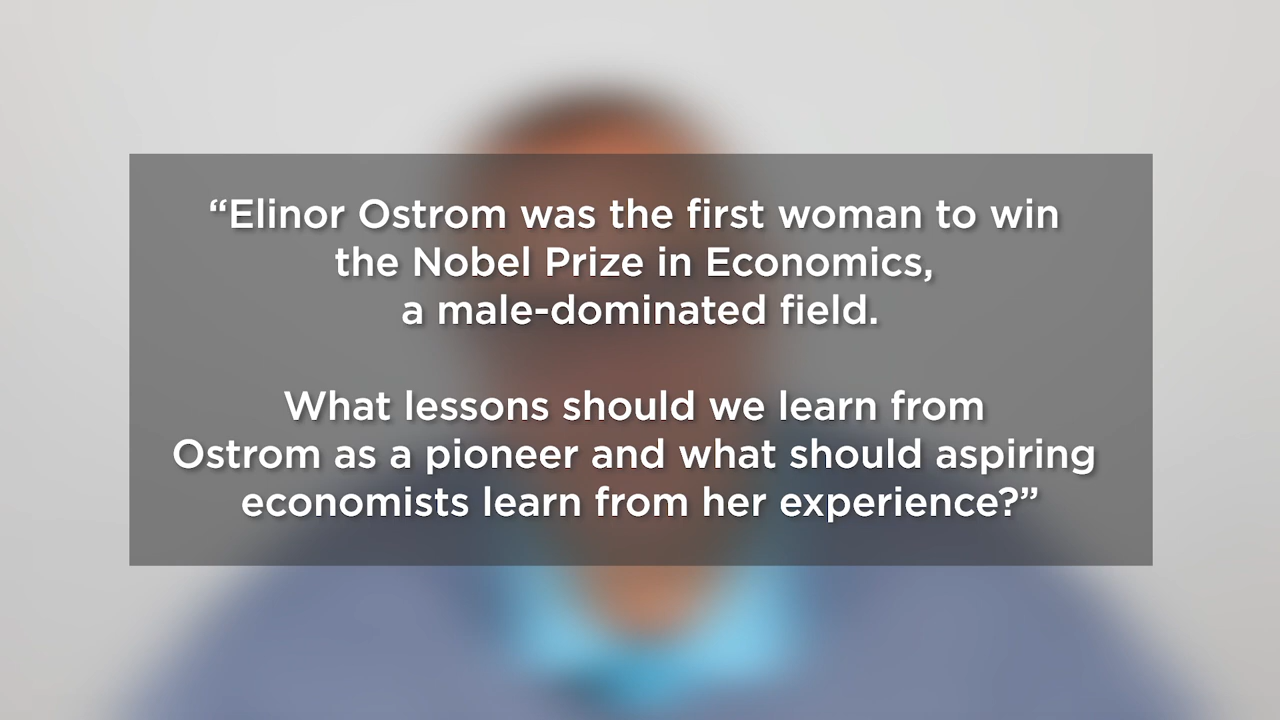 “Elinor Ostrom was the first woman to win
the Nobel Prize in Economics,
a male-dominated field.
What lessons should we learn from
Ostrom as a pioneer and what should aspiring
economists learn from her experience?”